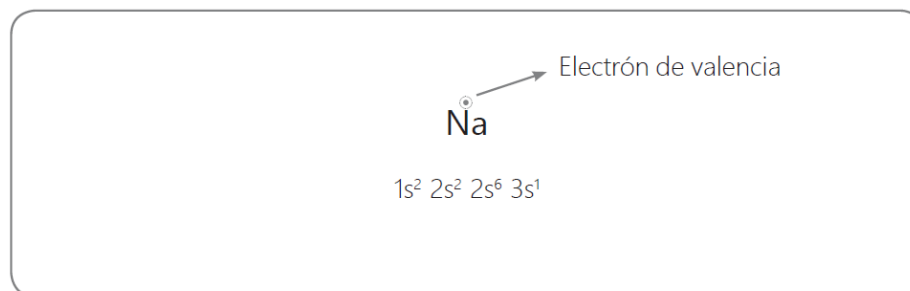 Electrón de valencia
Na
1s² 2s² 2s⁶ 3s¹